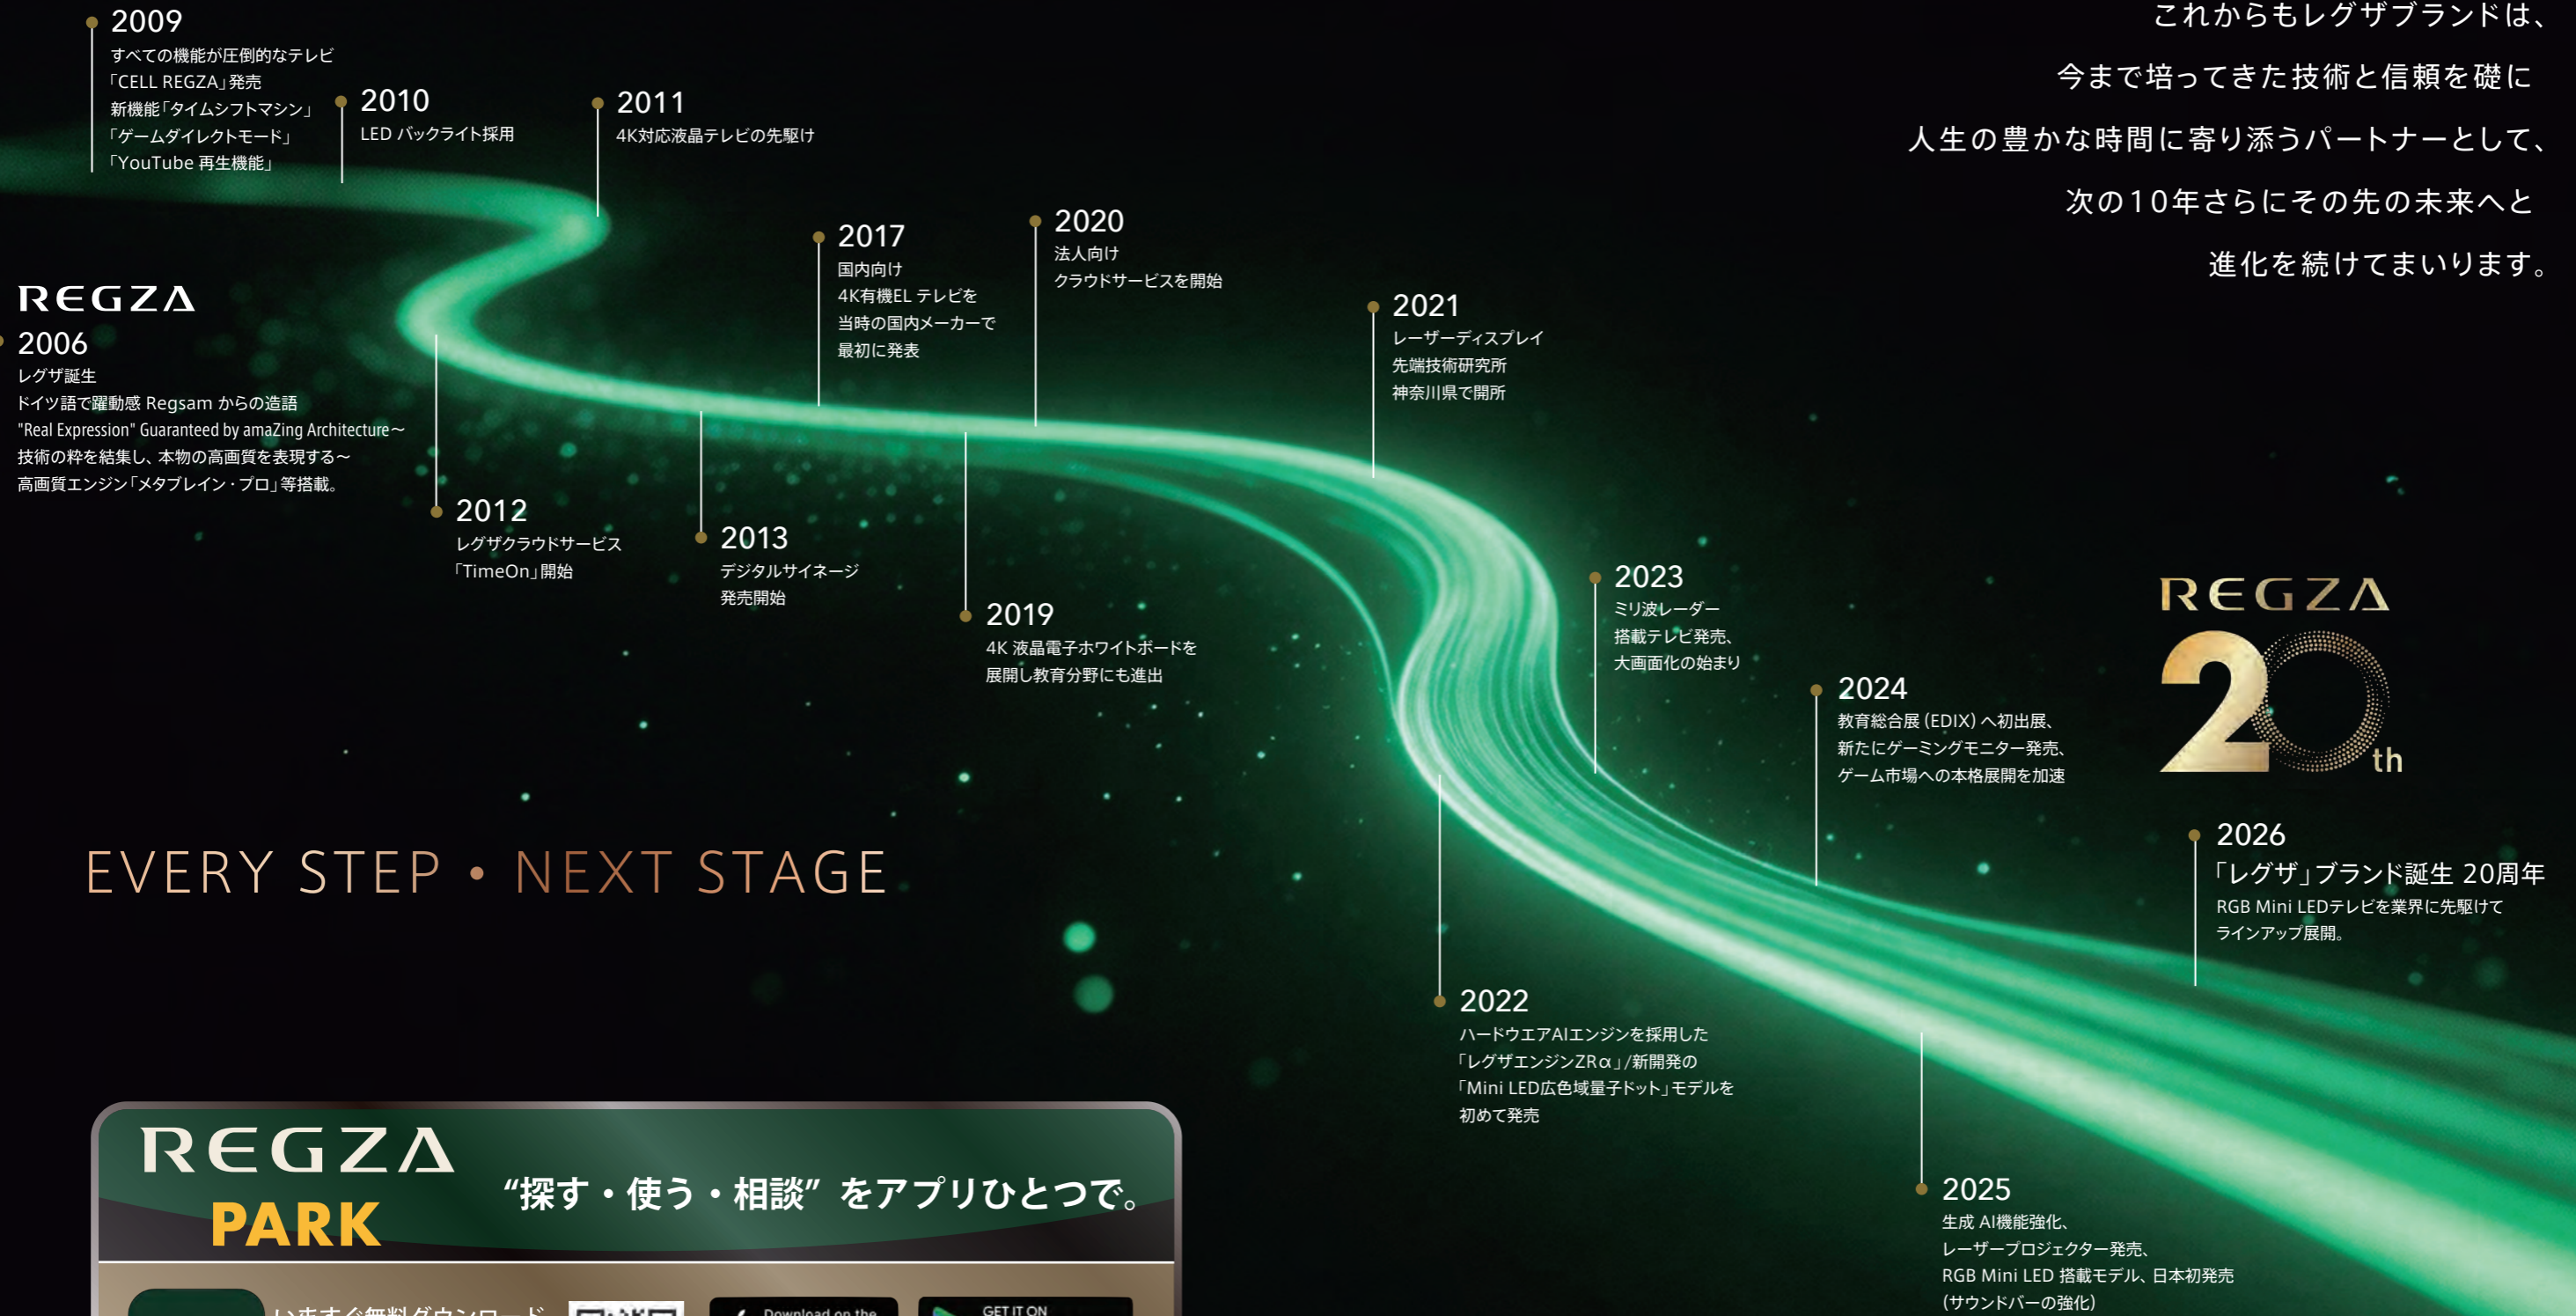 2009
すべての機能が圧倒的なテレビ
「CELL REGZA」発売
新機能「タイムシフトマシン」
「ゲームダイレクトモード」
「YouTube 再生機能」
2010
LED バックライト採用
2011
4K対応液晶テレビの先駆け
これからもレグザブランドは、
今まで培ってきた技術と信頼を礎に
人生の豊かな時間に寄り添うパートナーとして、
次の10年さらにその先の未来へと
進化を続けてまいります。
REGZA
2006
レグザ誕生
ドイツ語で躍動感 Regsam からの造語
"Real Expression" Guaranteed by amaZing Architecture～
技術の粋を結集し、本物の高画質を表現する～
高画質エンジン「メタブレイン・プロ」等搭載。
2012
レグザクラウドサービス
「TimeOn」開始
2013
デジタルサイネージ
発売開始
2017
国内向け
4K有機EL テレビを
当時の国内メーカーで
最初に発表
2019
4K 液晶電子ホワイトボードを
展開し教育分野にも進出
2020
法人向け
クラウドサービスを開始
2021
レーザーディスプレイ
先端技術研究所
神奈川県で開所
2022
ハードウエアAIエンジンを採用した
「レグザエンジンZRα」/新開発の
「Mini LED広色域量子ドット」モデルを
初めて発売
2023
ミリ波レーダー
搭載テレビ発売、
大画面化の始まり
2024
教育総合展 (EDIX) へ初出展、
新たにゲーミングモニター発売、
ゲーム市場への本格展開を加速
2025
生成 AI機能強化、
レーザープロジェクター発売、
RGB Mini LED 搭載モデル、日本初発売
(サウンドバーの強化)
REGZA
20th
2026
「レグザ」ブランド誕生 20周年
RGB Mini LEDテレビを業界に先駆けて
ラインアップ展開。
EVERY STEP • NEXT STAGE
REGZA
PARK
“探す・使う・相談” をアプリひとつで。
いますぐ無料ダウンロード
Download on the
GET IT ON